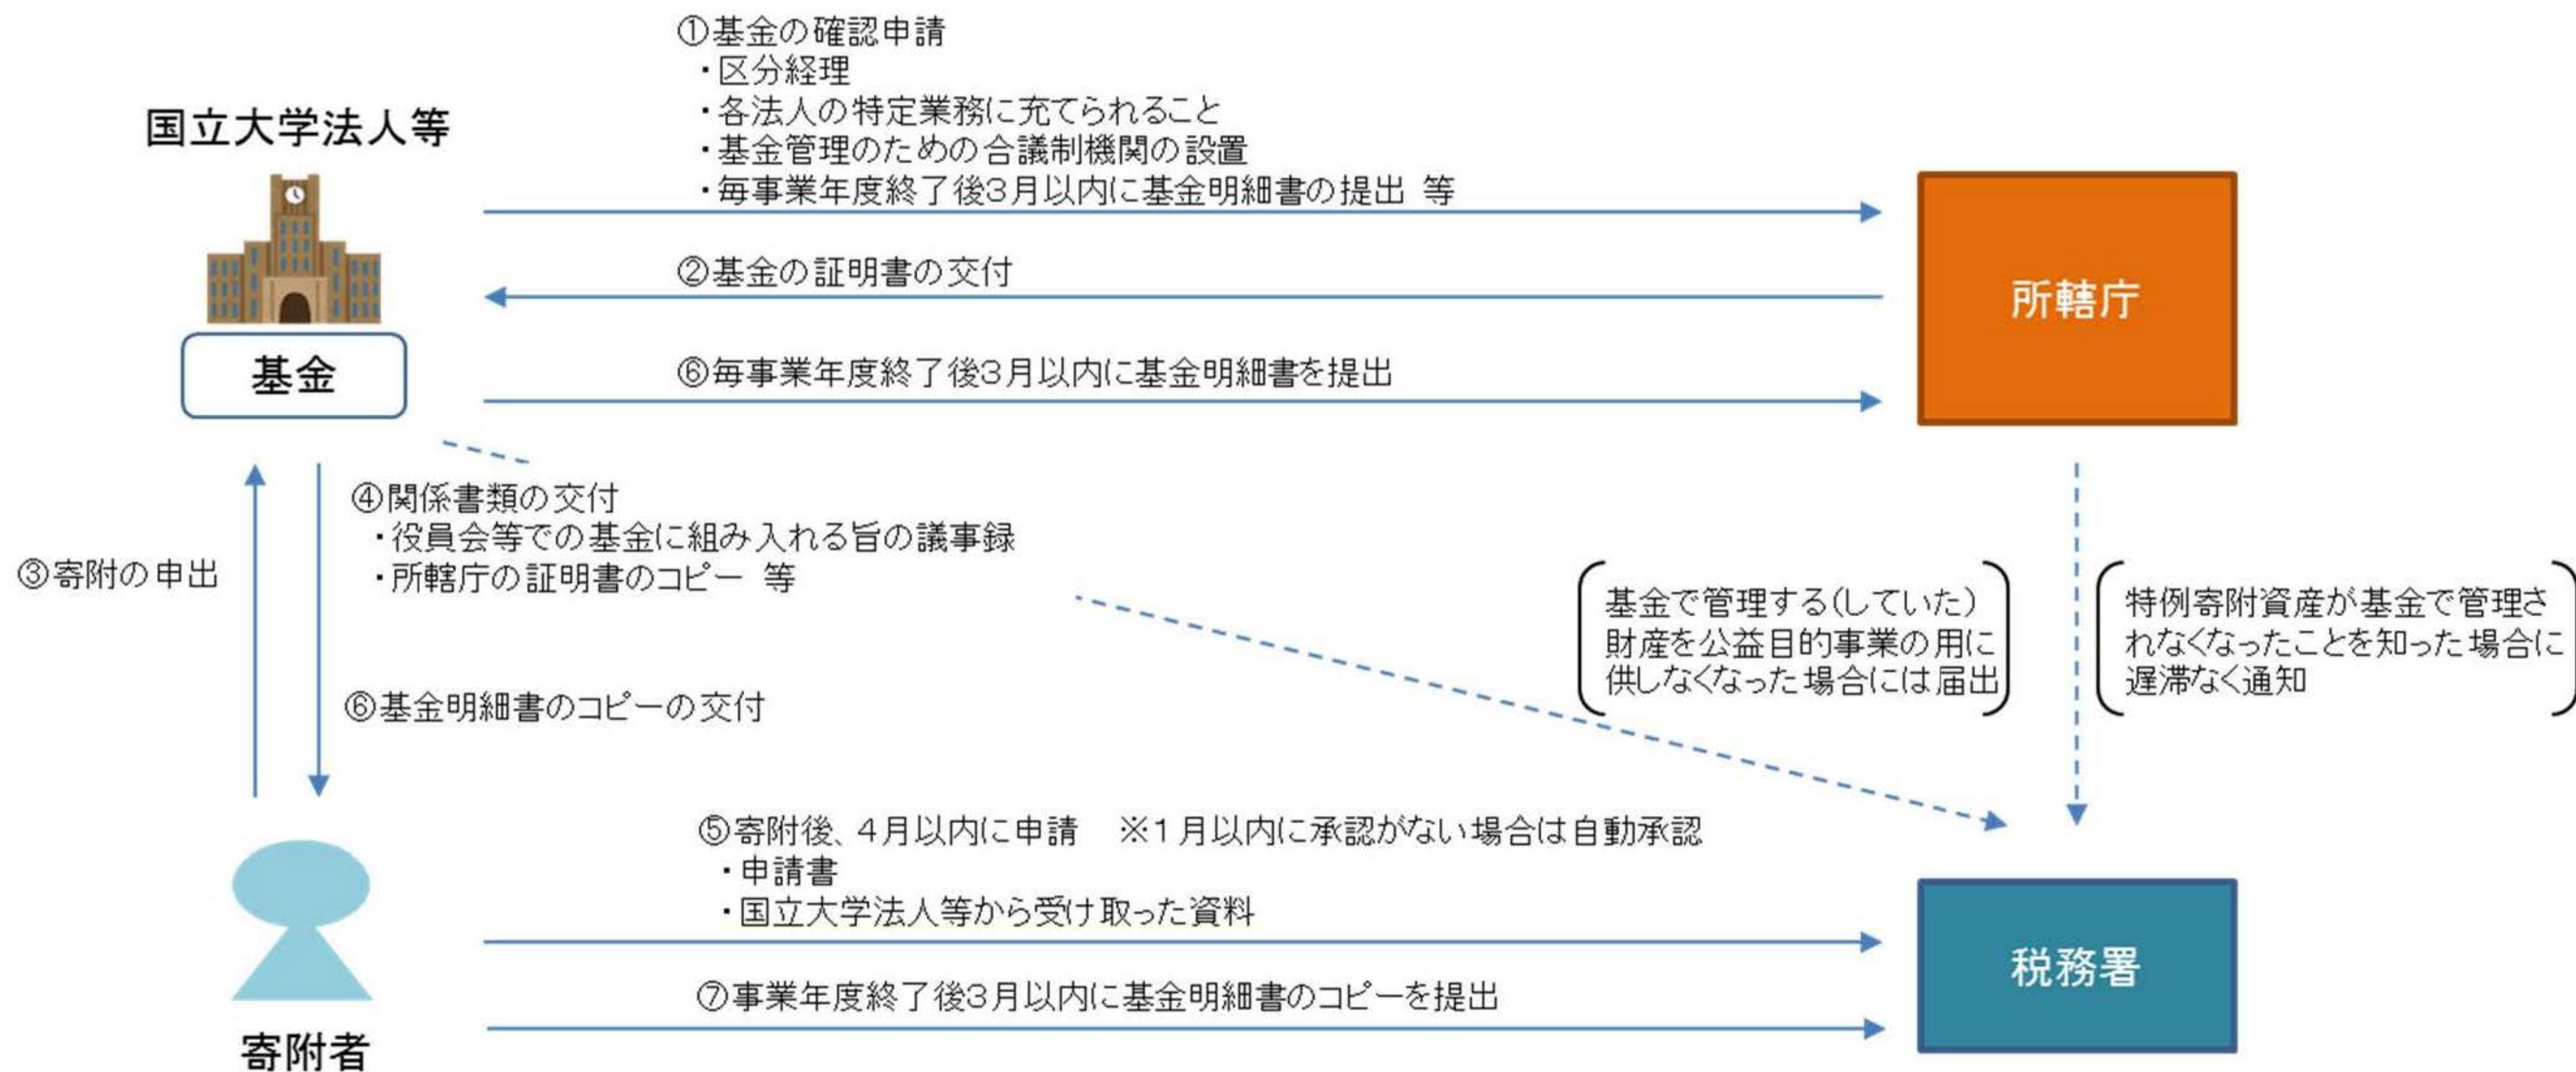 ①基金の確認申請
・区分経理
・各法人の特定業務に充てられること
・基金管理のための合議制機関の設置
・毎事業年度終了後3月以内に基金明細書の提出 等
国立大学法人等
基金
②基金の証明書の交付
所轄庁
⑥毎事業年度終了後3月以内に基金明細書を提出
④関係書類の交付
・役員会等での基金に組み入れる旨の議事録
・所轄庁の証明書のコピー 等
③寄附の申出
⑥基金明細書のコピーの交付
基金で管理する(していた)
財産を公益目的事業の用に
供しなくなった場合には届出
特例寄附資産が基金で管理さ
れなくなったことを知った場合に
遅滞なく通知
⑤寄附後、4月以内に申請 ※1月以内に承認がない場合は自動承認
・申請書
・国立大学法人等から受け取った資料
税務署
⑦事業年度終了後3月以内に基金明細書のコピーを提出
寄附者